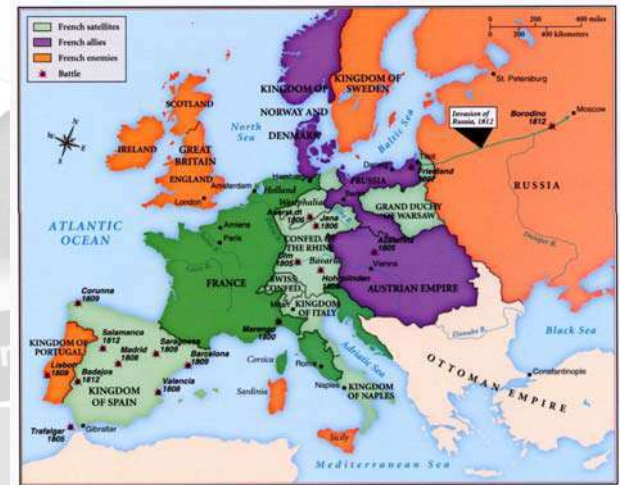 French satellites
French allies
French enemies
Battle
0 200 400 miles
0 200 400 kilometers
N
S
E
W
St. Petersburg
Moscow
Borodino
1812
Invasion of
Russia, 1812
KINGDOM OF
SWEDEN
KINGDOM OF
NORWAY AND
DENMARK
North
Sea
Baltic Sea
SCOTLAND
IRELAND
GREAT
BRITAIN
ENGLAND
London
Amsterdam
Holland
Westphalia
Friedland
PRUSSIA
RUSSIA
GRAND DUCHY
OF WARSAW
Jena
1806
CONFED. OF
THE RHINE
Ulm
1805
Bavaria
Austerlitz
1805
Vienna
Hohenlinden
AUSTRIAN EMPIRE
ATLANTIC
OCEAN
Amiens
Paris
FRANCE
SWISS
CONFED.
Milan
KINGDOM
OF ITALY
Marengo
1800
Corunna
1809
Salamanca
1812
Madrid
1808
Saragossa
1809
Barcelona
1809
KINGDOM OF
PORTUGAL
Lisbon
1809
Badajos
1812
KINGDOM
OF SPAIN
Valencia
1808
Trafalgar
1805
Gibraltar
Corsica
Sardinia
Rome
Naples
KINGDOM
OF NAPLES
Adriatic Sea
Sicily
Mediterranean Sea
Danube R.
Black Sea
Constantinople
OTTOMAN EMPIRE